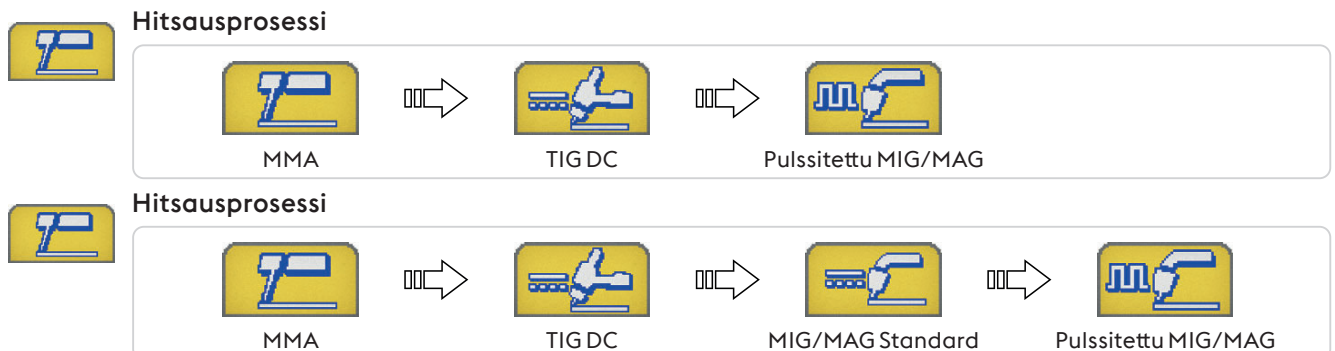 Hitsausprosessi
MMA TIG DC Pulssitettu MIG/MAG
Hitsausprosessi
MMA TIG DC MIG/MAG Standard Pulssitettu MIG/MAG